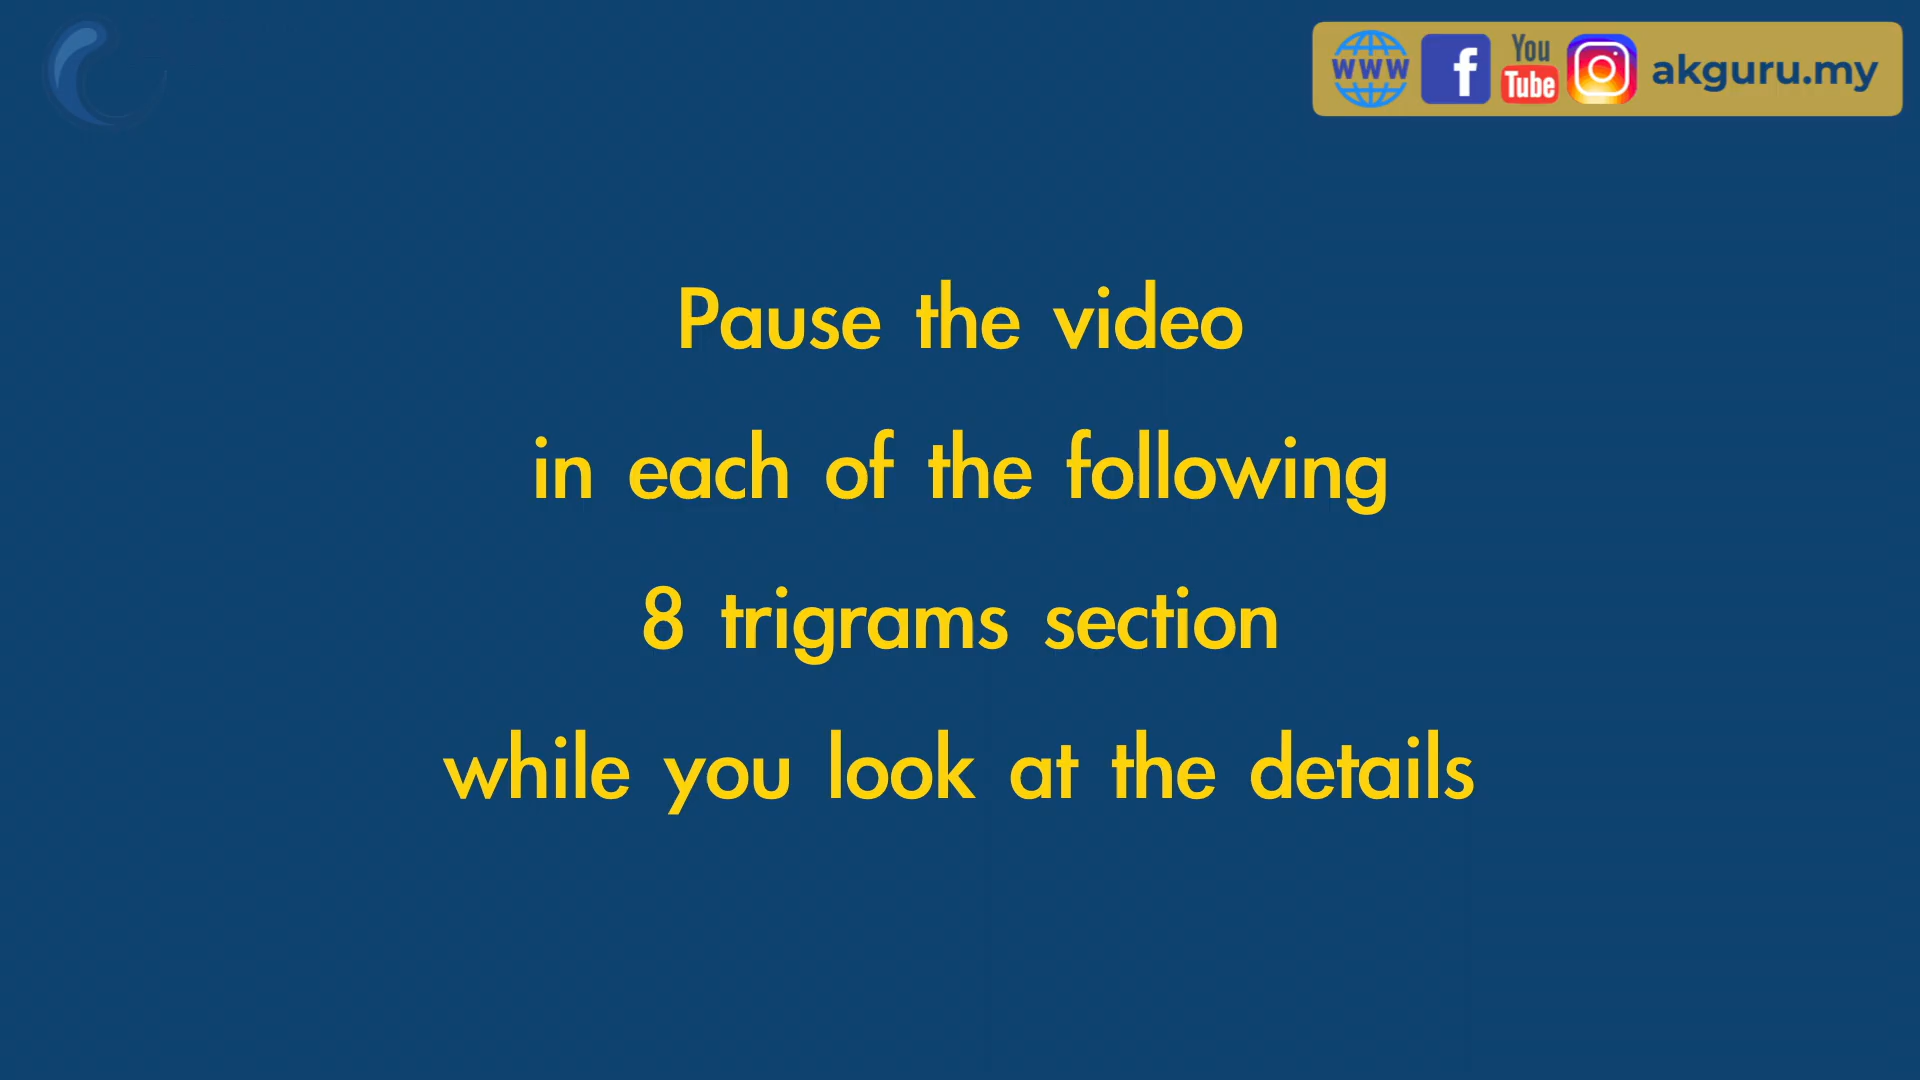 WWW f You Tube akguru.my
Pause the video
in each of the following
8 trigrams section
while you look at the details